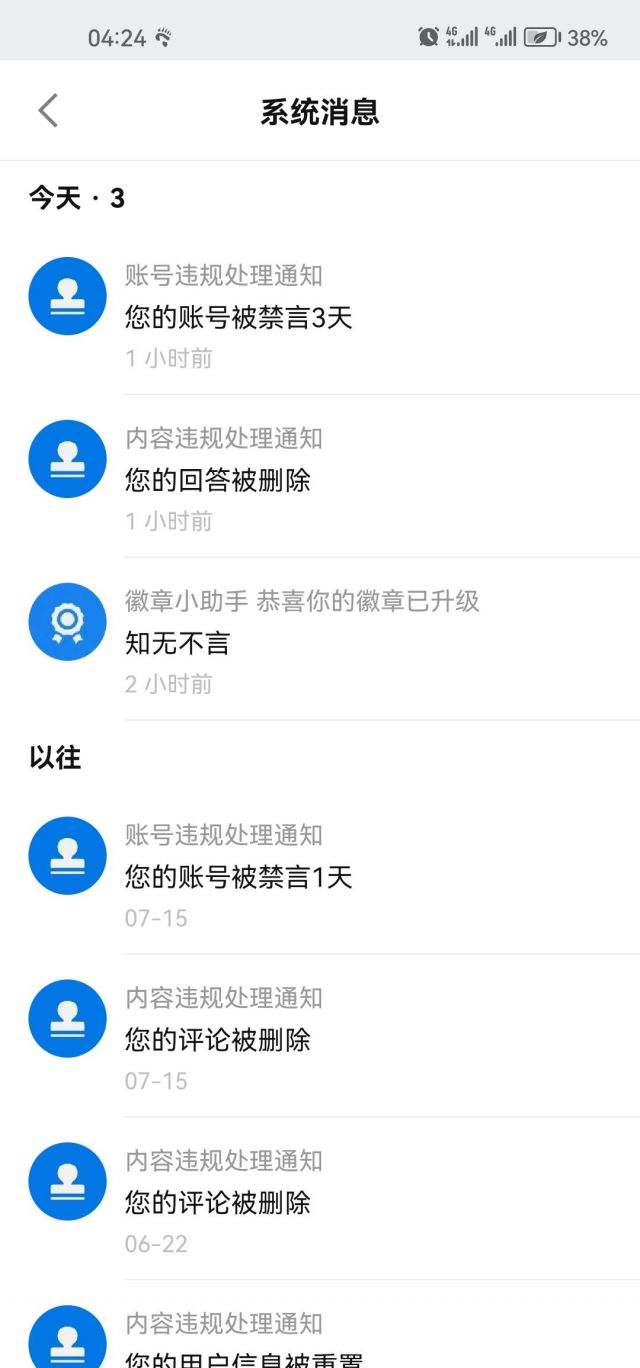 04:24
4G 4G 38%
系统消息
今天 · 3
账号违规处理通知
您的账号被禁言3天
1 小时前
内容违规处理通知
您的回答被删除
1 小时前
徽章小助手 恭喜你的徽章已升级
知无不言
2 小时前
以往
账号违规处理通知
您的账号被禁言1天
07-15
内容违规处理通知
您的评论被删除
07-15
内容违规处理通知
您的评论被删除
06-22
内容违规处理通知
您的用户信息被重置